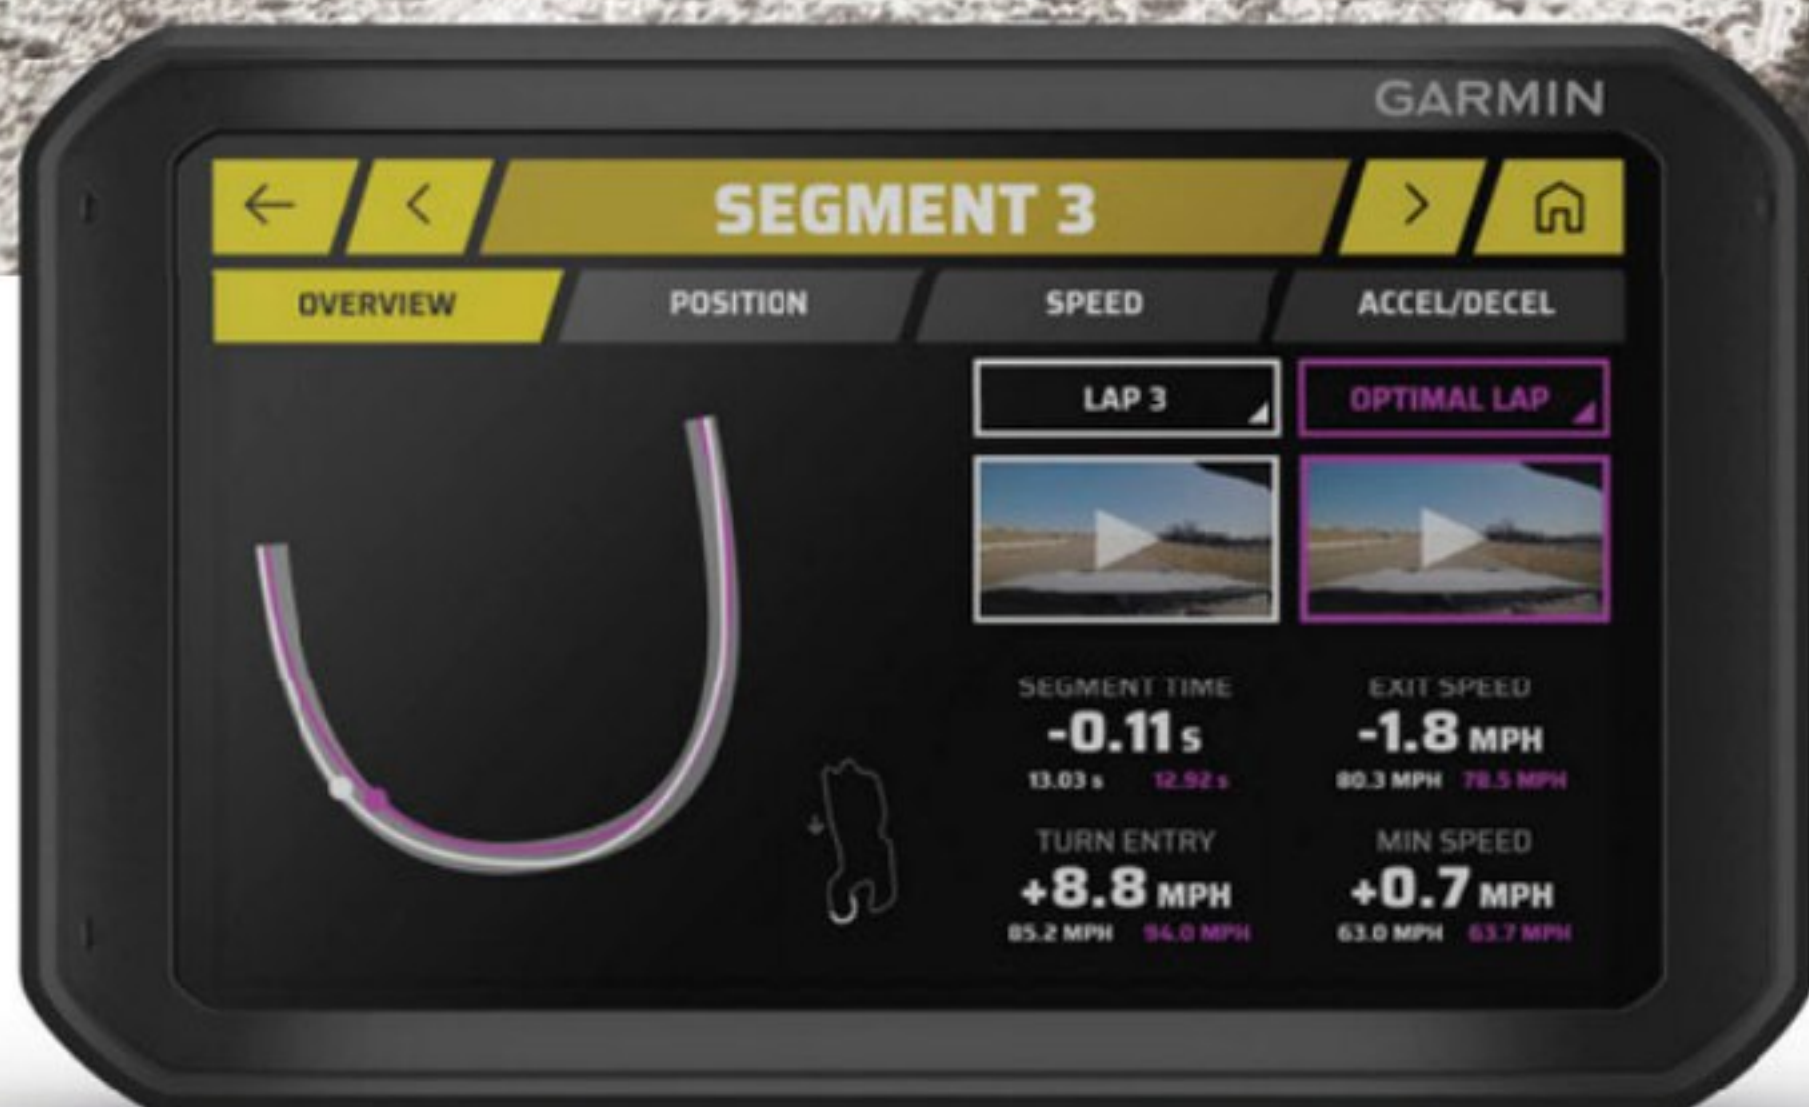 GARMIN
SEGMENT 3
OVERVIEW POSITION SPEED ACCEL/DECEL
LAP 3 OPTIMAL LAP
SEGMENT TIME EXIT SPEED
-0.11 s -1.8 MPH
13.03 s 12.92 s 80.3 MPH 78.5 MPH
TURN ENTRY MIN SPEED
+8.8 MPH +0.7 MPH
85.2 MPH 94.0 MPH 63.0 MPH 63.7 MPH